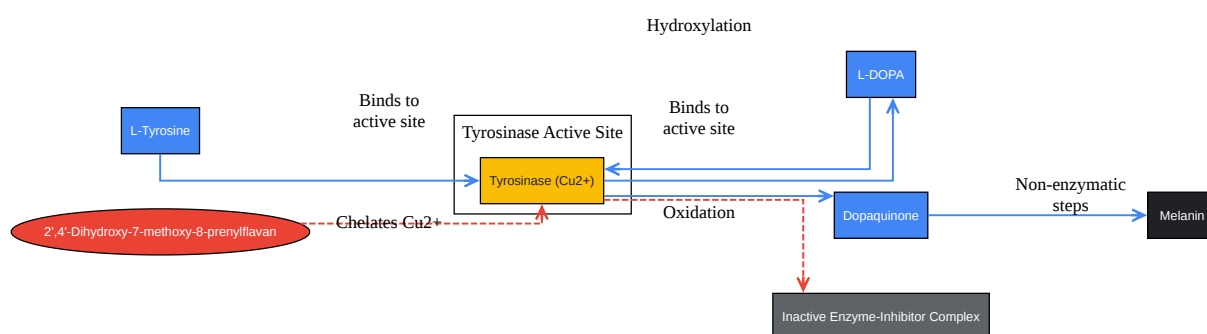 Hydroxylation
L-DOPA
Binds to
active site
Binds to
active site
L-Tyrosine
Tyrosinase Active Site
Tyrosinase (Cu2+)
Non-enzymatic
steps
Chelates Cu2+
Oxidation
Dopaquinone
Melanin
2',4'-Dihydroxy-7-methoxy-8-prenylflavan
Inactive Enzyme-Inhibitor Complex